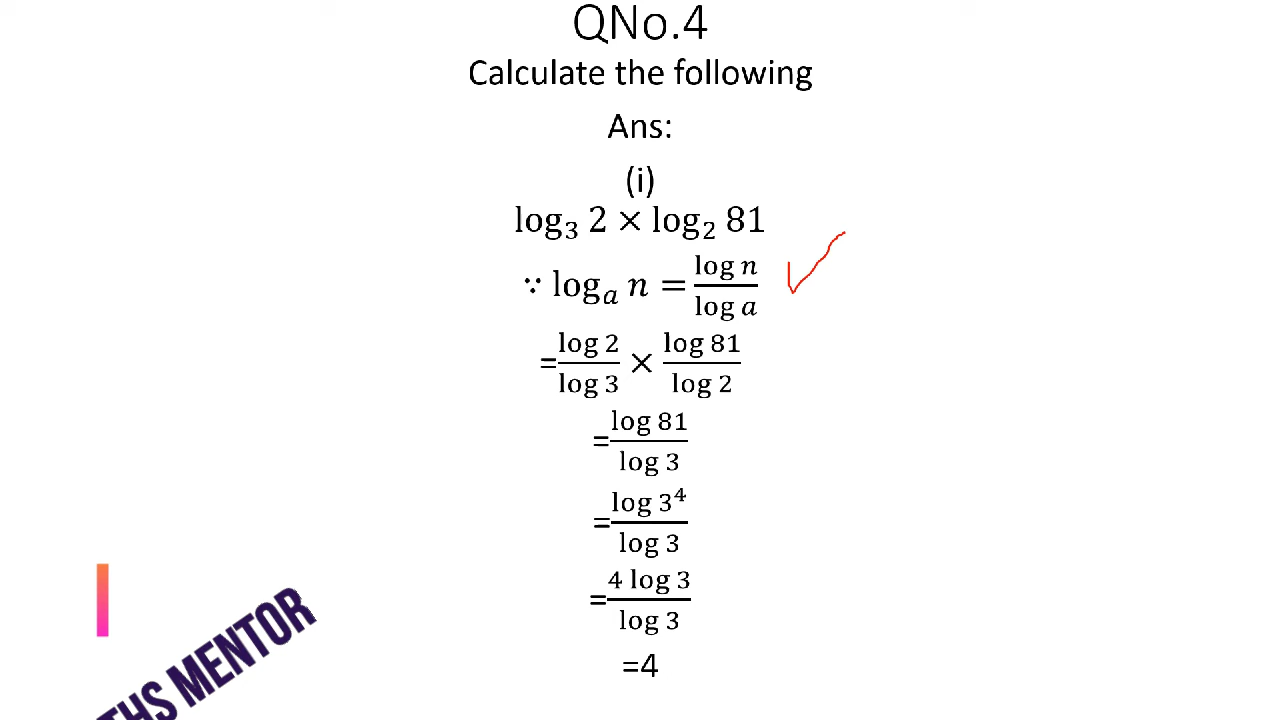 QNo.4
Calculate the following
Ans:
(i)
log₃ 2 × log₂ 81
∵ logₐ n = log n / log a
= log 2 / log 3 × log 81 / log 2
= log 81 / log 3
= log 3⁴ / log 3
= 4 log 3 / log 3
=4
MENTOR